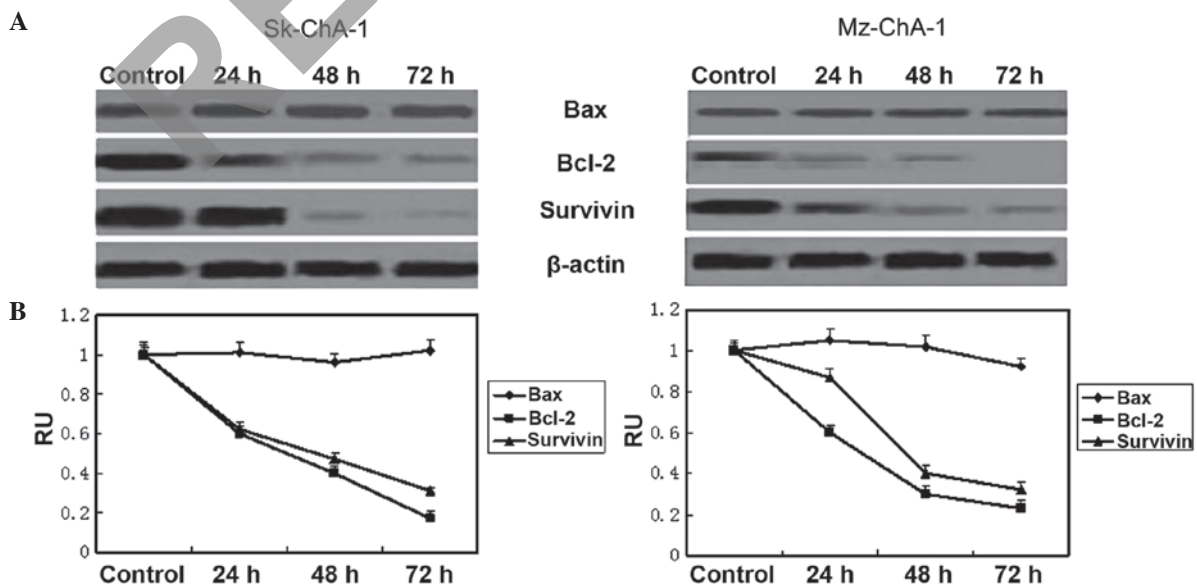 A
Sk-ChA-1
Mz-ChA-1
Control 24 h 48 h 72 h
Control 24 h 48 h 72 h
Bax
Bcl-2
Survivin
β-actin
B
1.2
1
0.8
0.6
0.4
0.2
0
RU
Control 24 h 48 h 72 h
Bax
Bcl-2
Survivin
1.2
1
0.8
0.6
0.4
0.2
0
RU
Control 24 h 48 h 72 h
Bax
Bcl-2
Survivin